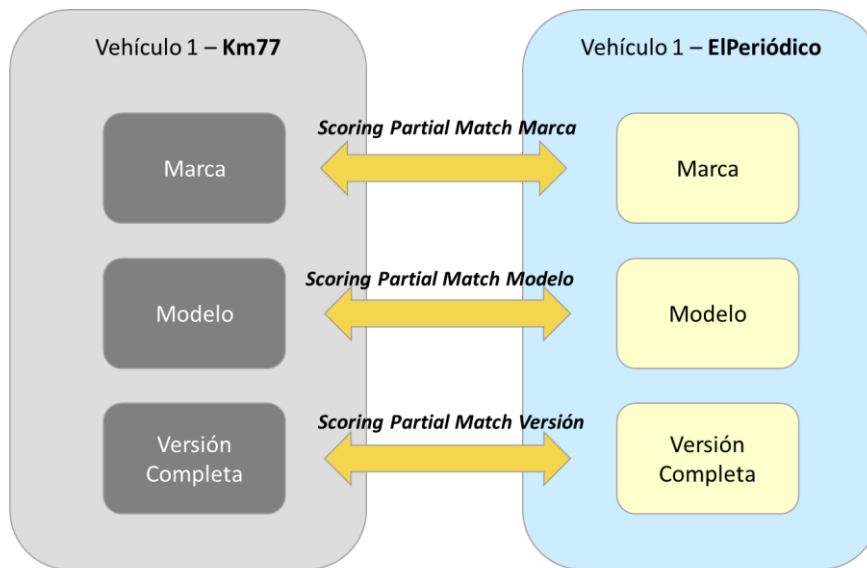 Vehículo 1 – Km77
Vehículo 1 – ElPeriódico
Scoring Partial Match Marca
Marca
Marca
Scoring Partial Match Modelo
Modelo
Modelo
Scoring Partial Match Versión
Versión
Completa
Versión
Completa